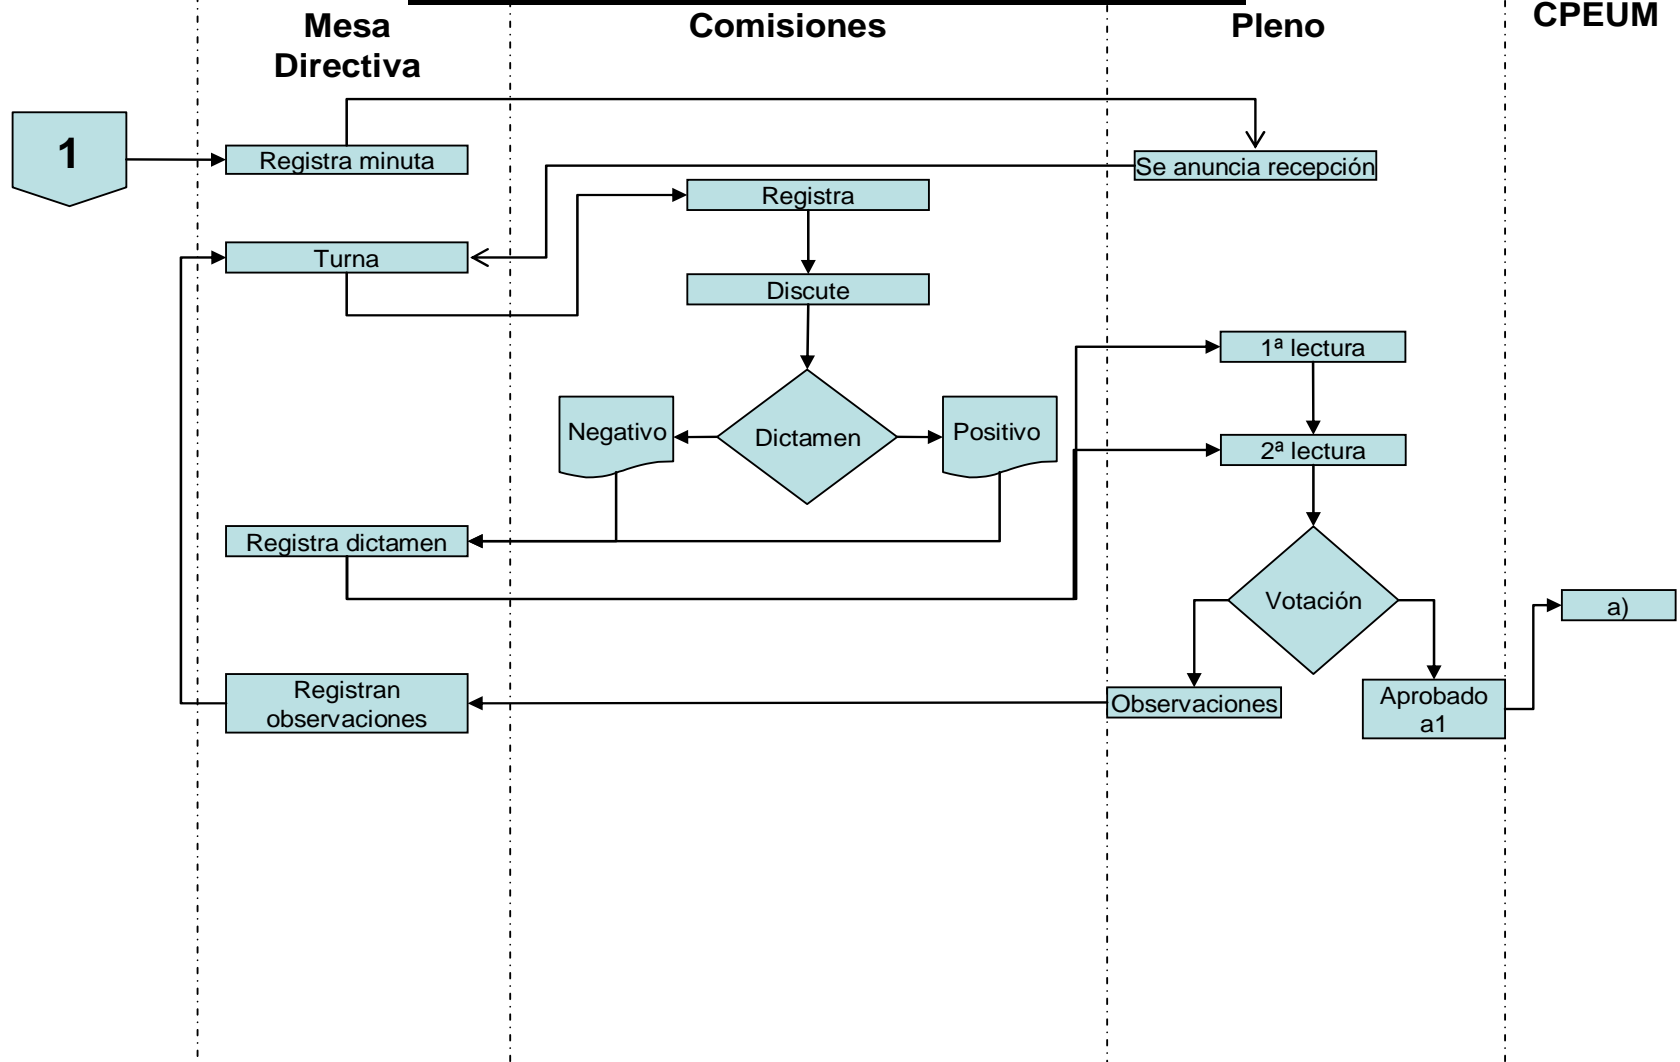 Mesa
Directiva
Comisiones
Pleno
CPEUM
1
Registra minuta
Se anuncia recepción
Registra
Turna
Discute
1ª lectura
Negativo
Dictamen
Positivo
2ª lectura
Registra dictamen
Votación
a)
Registran
observaciones
Observaciones
Aprobado
a1